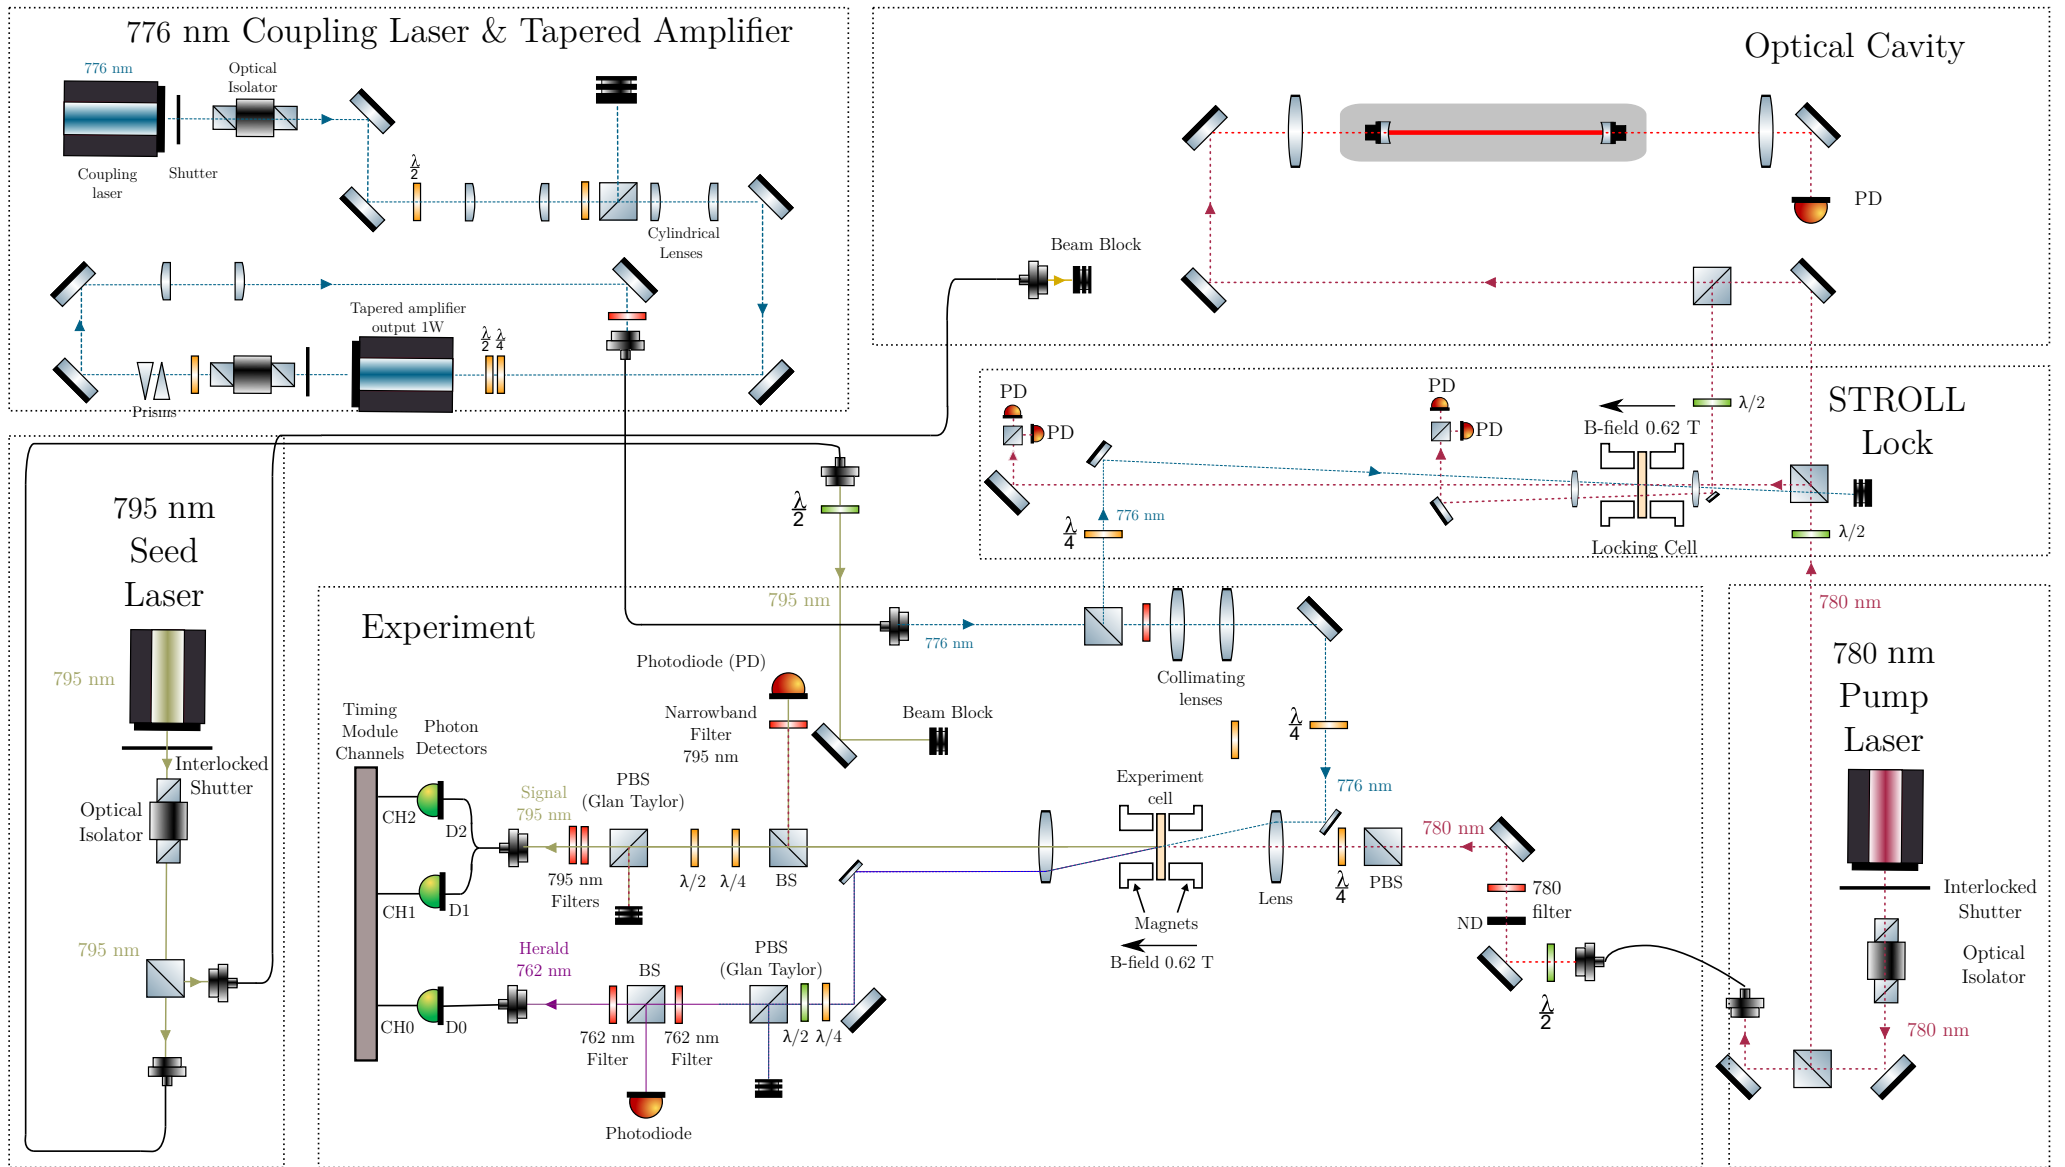 776 nm Coupling Laser & Tapered Amplifier
776 nm
Optical
Isolator
Coupling
laser
Shutter
λ
2
Cylindrical
Lenses
Tapered amplifier
output 1W
λ λ
2 4
Prisms
Optical Cavity
PD
Beam Block
STROLL
Lock
PD
PD
PD
PD
B-field 0.62 T
λ/2
λ
4
776 nm
Locking Cell
λ/2
795 nm
Seed
Laser
795 nm
Interlocked
Shutter
Optical
Isolator
795 nm
λ
2
795 nm
Experiment
776 nm
Photodiode (PD)
Collimating
lenses
Narrowband
Filter
795 nm
Beam Block
λ
4
776 nm
Timing
Module
Channels
Photon
Detectors
CH2
D2
CH1
D1
CH0
D0
Signal
795 nm
PBS
(Glan Taylor)
795 nm
Filters
λ/2
λ/4
BS
Experiment
cell
Magnets
B-field 0.62 T
Lens
λ
4
PBS
780 nm
780
filter
ND
λ
2
Herald
762 nm
BS
PBS
(Glan Taylor)
762 nm
Filter
762 nm
Filter
λ/2 λ/4
Photodiode
780 nm
780 nm
Pump
Laser
Interlocked
Shutter
Optical
Isolator
780 nm